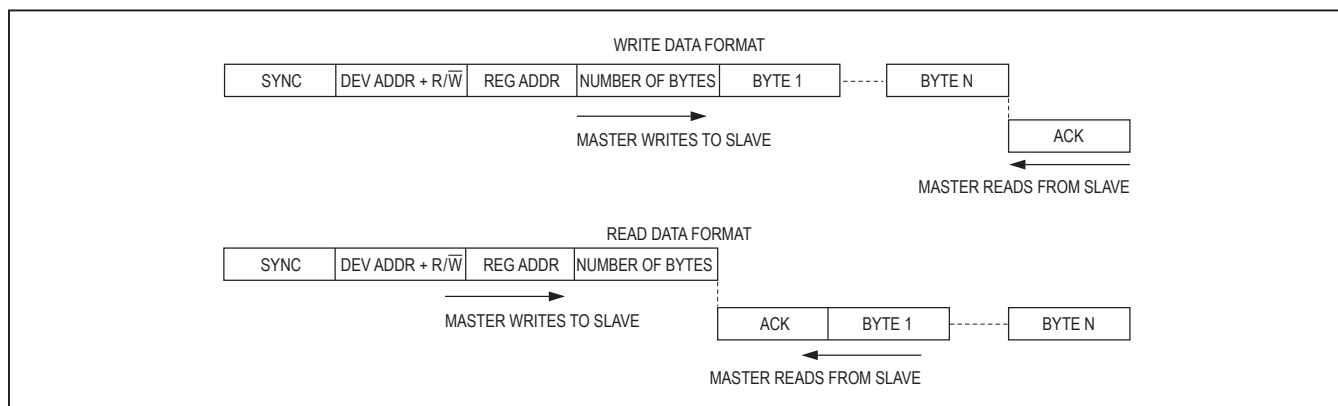 WRITE DATA FORMAT
SYNC DEV ADDR + R/W̅ REG ADDR NUMBER OF BYTES BYTE 1 BYTE N
MASTER WRITES TO SLAVE
ACK
MASTER READS FROM SLAVE
READ DATA FORMAT
SYNC DEV ADDR + R/W̅ REG ADDR NUMBER OF BYTES
MASTER WRITES TO SLAVE
ACK BYTE 1 BYTE N
MASTER READS FROM SLAVE